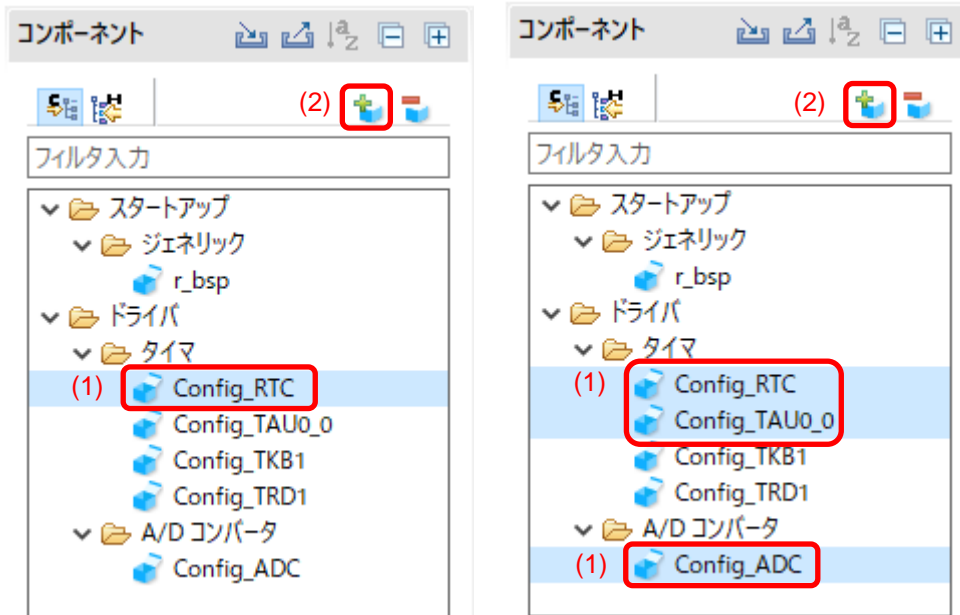 コンポーネント
(2)
フィルタ入力
スタートアップ
ジェネリック
r_bsp
ドライバ
タイマ
(1) Config_RTC
Config_TAU0_0
Config_TKB1
Config_TRD1
A/D コンバータ
Config_ADC
コンポーネント
(2)
フィルタ入力
スタートアップ
ジェネリック
r_bsp
ドライバ
タイマ
(1) Config_RTC
Config_TAU0_0
Config_TKB1
Config_TRD1
A/D コンバータ
(1) Config_ADC